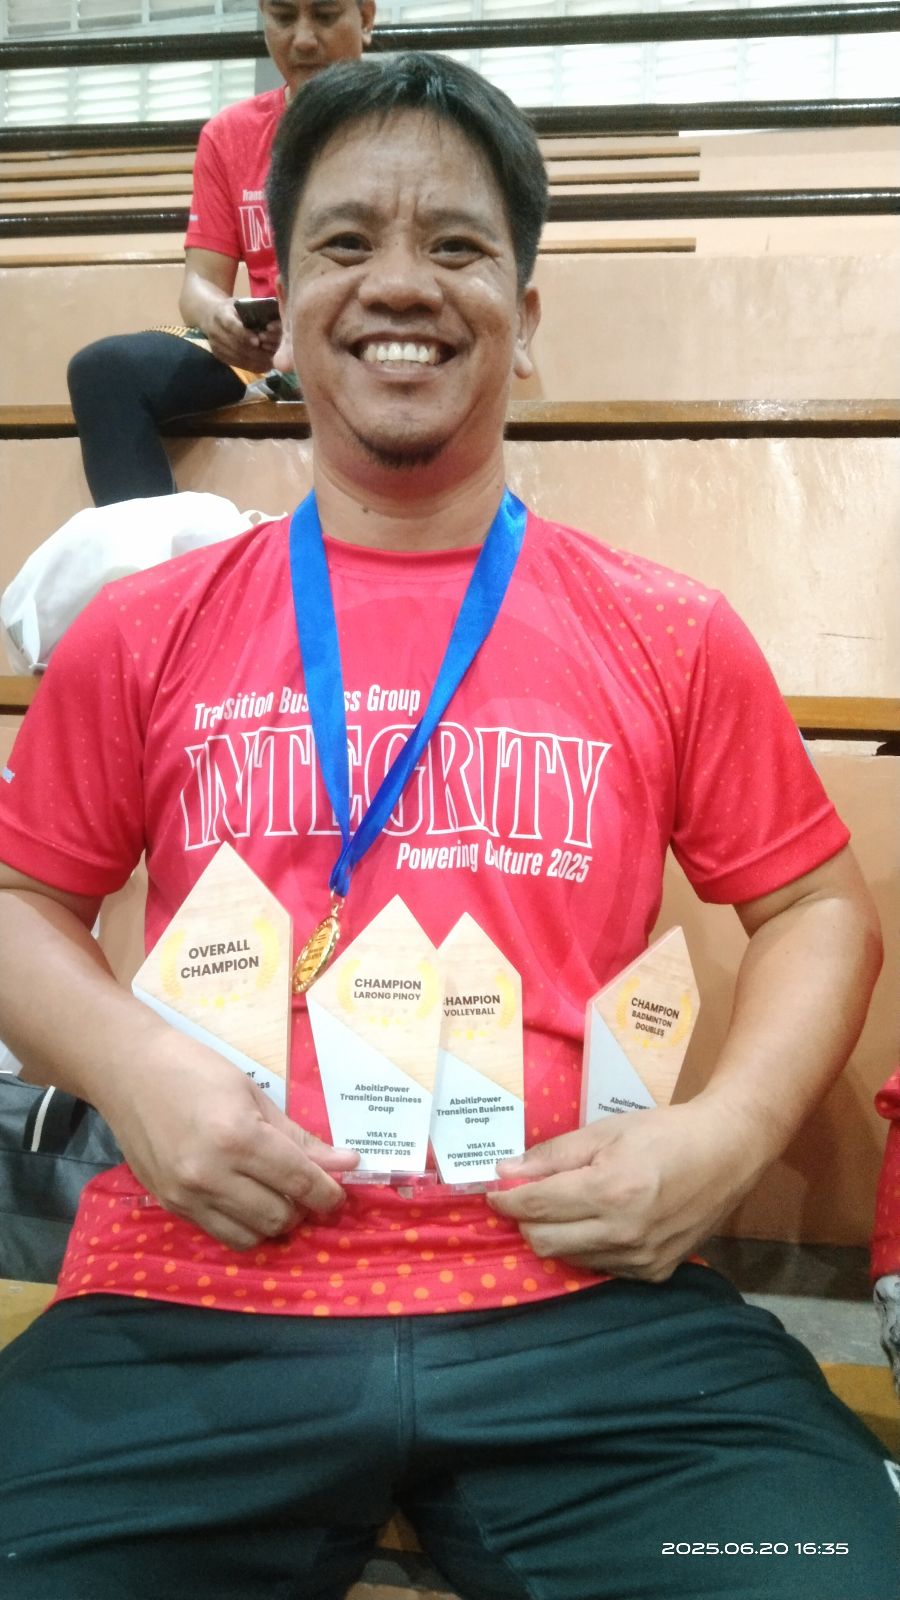 Transition Business Group
INTEGRITY
Powering Culture 2025
OVERALL
CHAMPION
CHAMPION
LARONG PINOY
AboitizPower
Transition Business
Group
VISAYAS
POWERING CULTURE:
SPORTSFEST 2025
CHAMPION
VOLLEYBALL
AboitizPower
Transition Business
Group
VISAYAS
POWERING CULTURE:
SPORTSFEST
CHAMPION
BADMINTON
DOUBLES
AboitizPower
2025.06.20 16:35